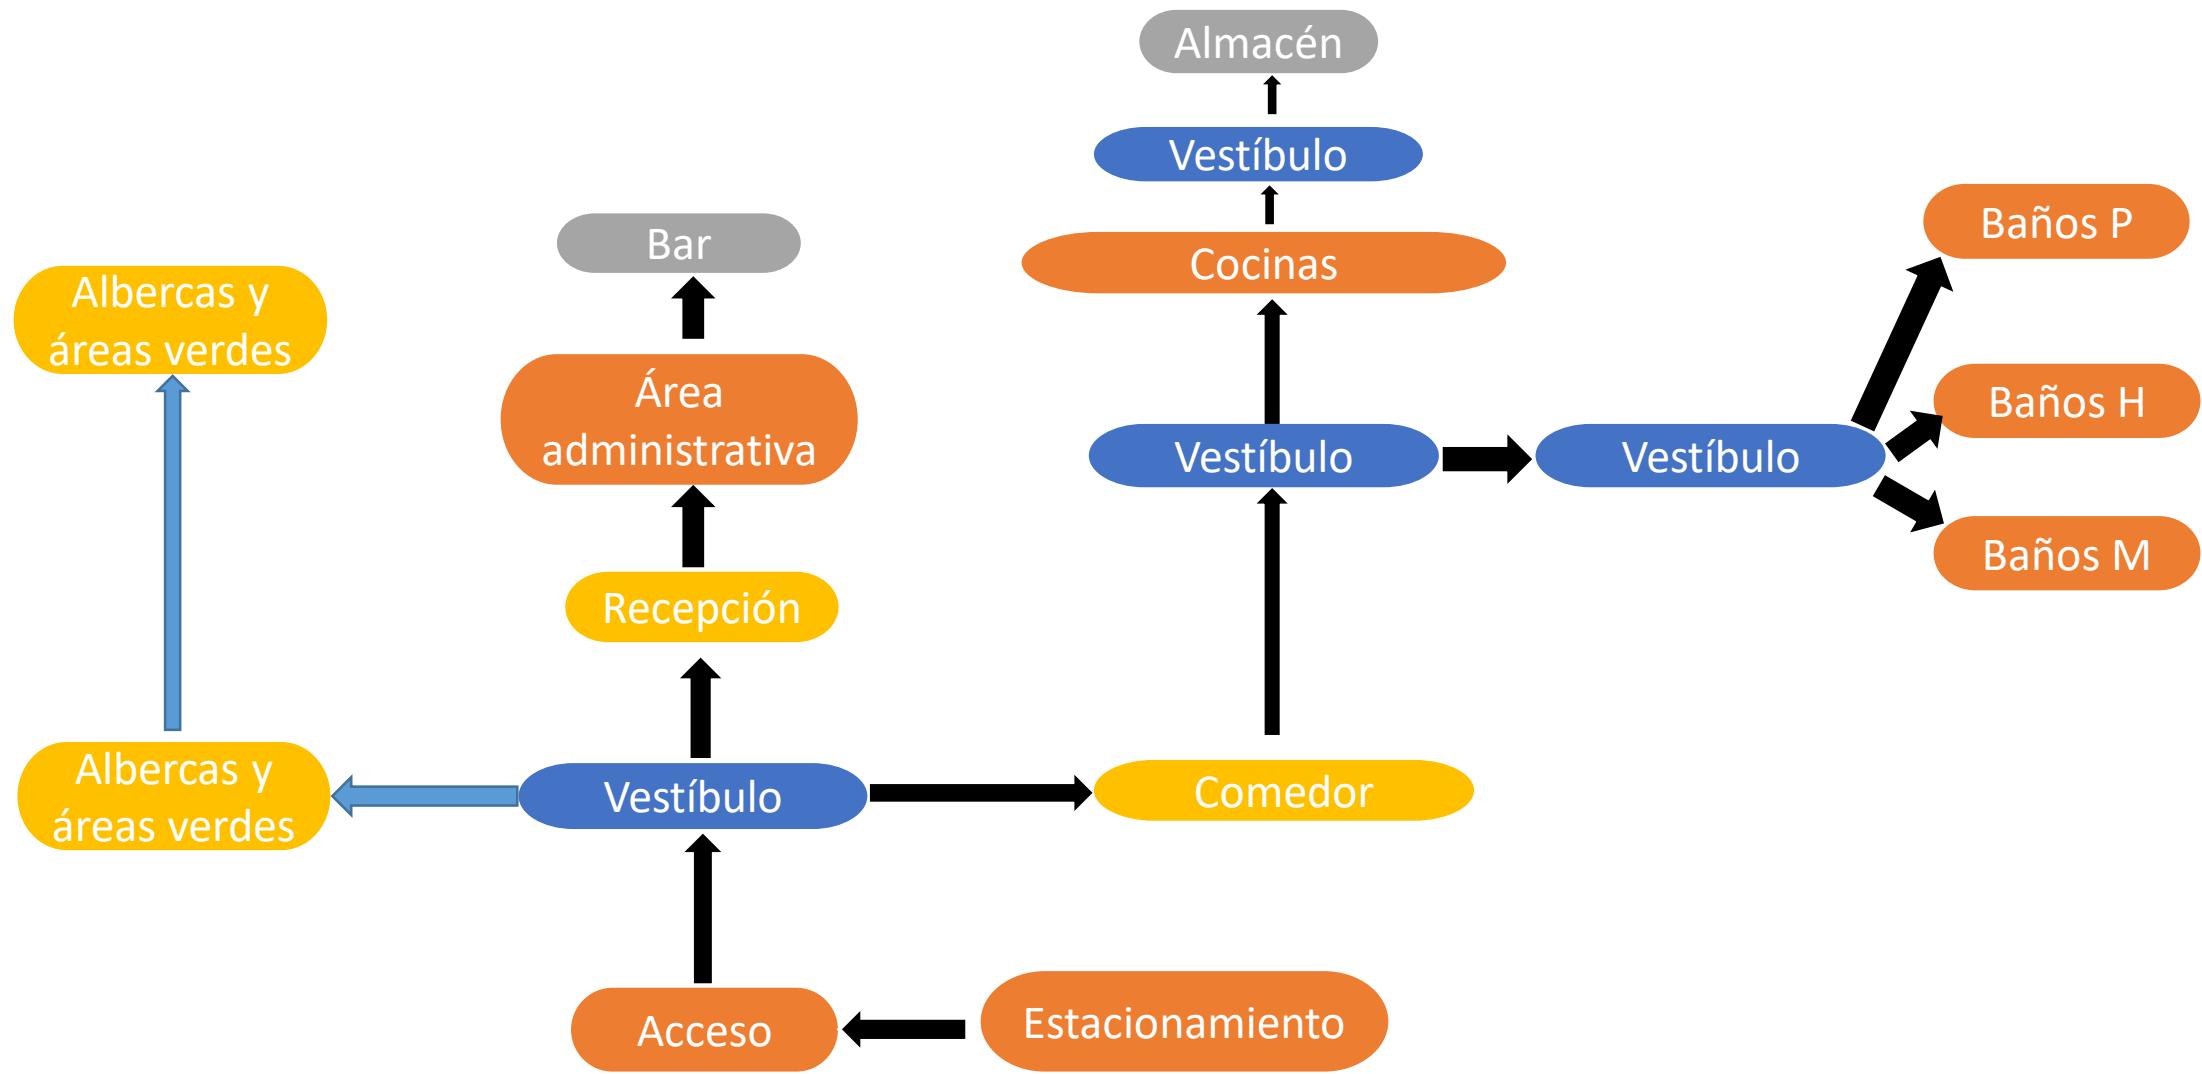 Almacén
Vestíbulo
Baños P
Bar
Cocinas
Albercas y
áreas verdes
Área
administrativa
Baños H
Vestíbulo
Vestíbulo
Baños M
Recepción
Albercas y
áreas verdes
Vestíbulo
Comedor
Acceso
Estacionamiento